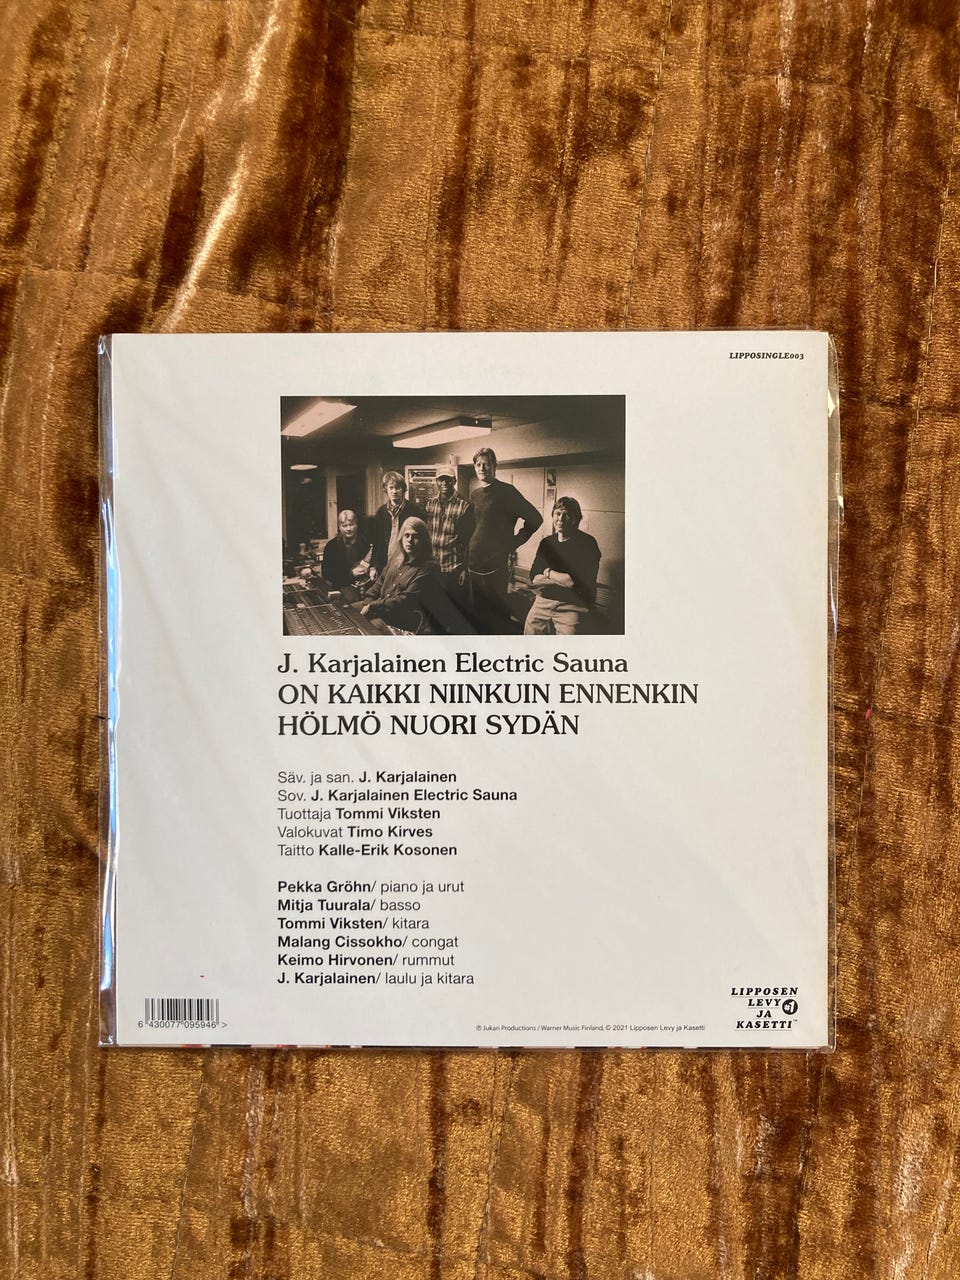 LIPPOSINGLE003
J. Karjalainen Electric Sauna
ON KAIKKI NIINKUIN ENNENKIN
HÖLMÖ NUORI SYDÄN
Säv. ja san. J. Karjalainen
Sov. J. Karjalainen Electric Sauna
Tuottaja Tommi Viksten
Valokuvat Timo Kirves
Taitto Kalle-Erik Kosonen
Pekka Gröhn/ piano ja urut
Mitja Tuurala/ basso
Tommi Viksten/ kitara
Malang Cissokho/ congat
Keimo Hirvonen/ rummut
J. Karjalainen/ laulu ja kitara
6 430077 095946 >
℗ Jukan Productions / Warner Music Finland, © 2021 Lipposen Levy ja Kasetti
LIPPOSEN
LEVY
JA
KASETTI